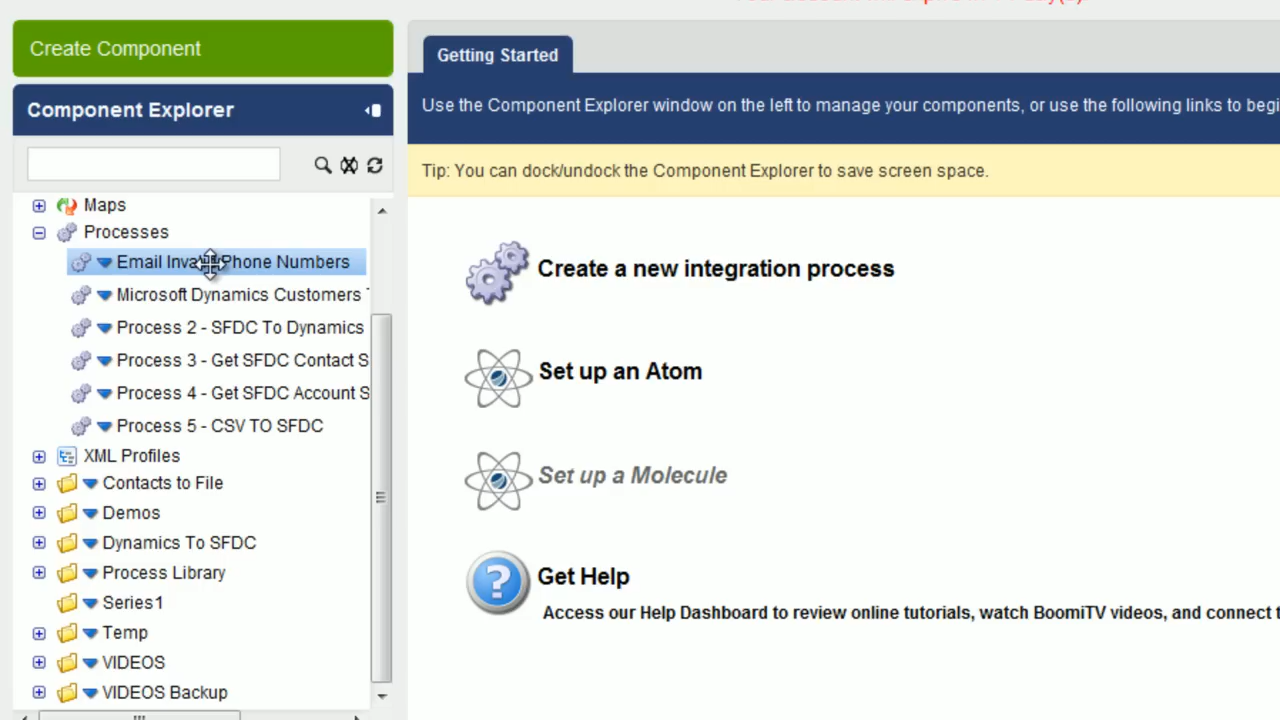 Create Component
Component Explorer
Maps
Processes
Email Invalid Phone Numbers
Microsoft Dynamics Customers
Process 2 - SFDC To Dynamics
Process 3 - Get SFDC Contact S
Process 4 - Get SFDC Account S
Process 5 - CSV TO SFDC
XML Profiles
Contacts to File
Demos
Dynamics To SFDC
Process Library
Series1
Temp
VIDEOS
VIDEOS Backup
Getting Started
Use the Component Explorer window on the left to manage your components, or use the following links to begi
Tip: You can dock/undock the Component Explorer to save screen space.
Create a new integration process
Set up an Atom
Set up a Molecule
Get Help
Access our Help Dashboard to review online tutorials, watch BoomiTV videos, and connect t